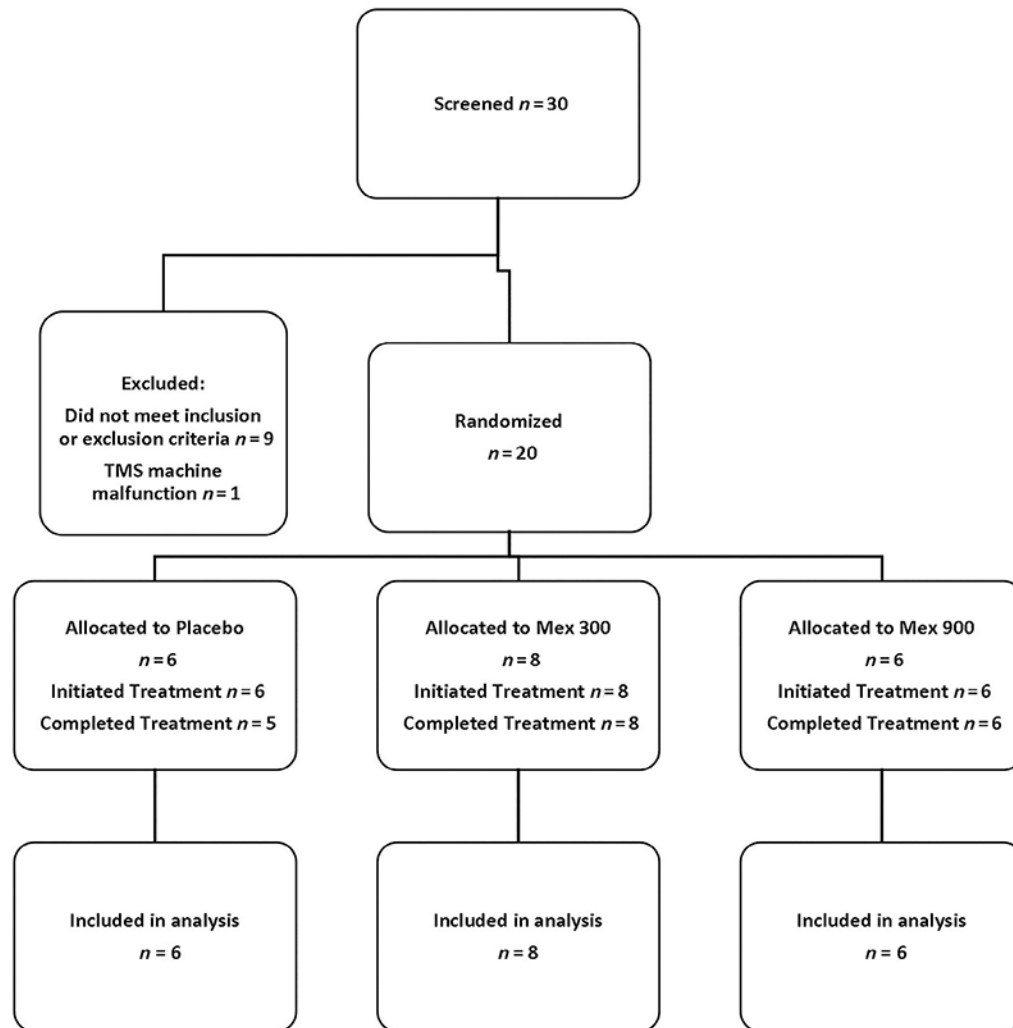 Screened n = 30
Excluded:
Did not meet inclusion
or exclusion criteria n = 9
TMS machine
malfunction n = 1
Randomized
n = 20
Allocated to Placebo
n = 6
Initiated Treatment n = 6
Completed Treatment n = 5
Allocated to Mex 300
n = 8
Initiated Treatment n = 8
Completed Treatment n = 8
Allocated to Mex 900
n = 6
Initiated Treatment n = 6
Completed Treatment n = 6
Included in analysis
n = 6
Included in analysis
n = 8
Included in analysis
n = 6